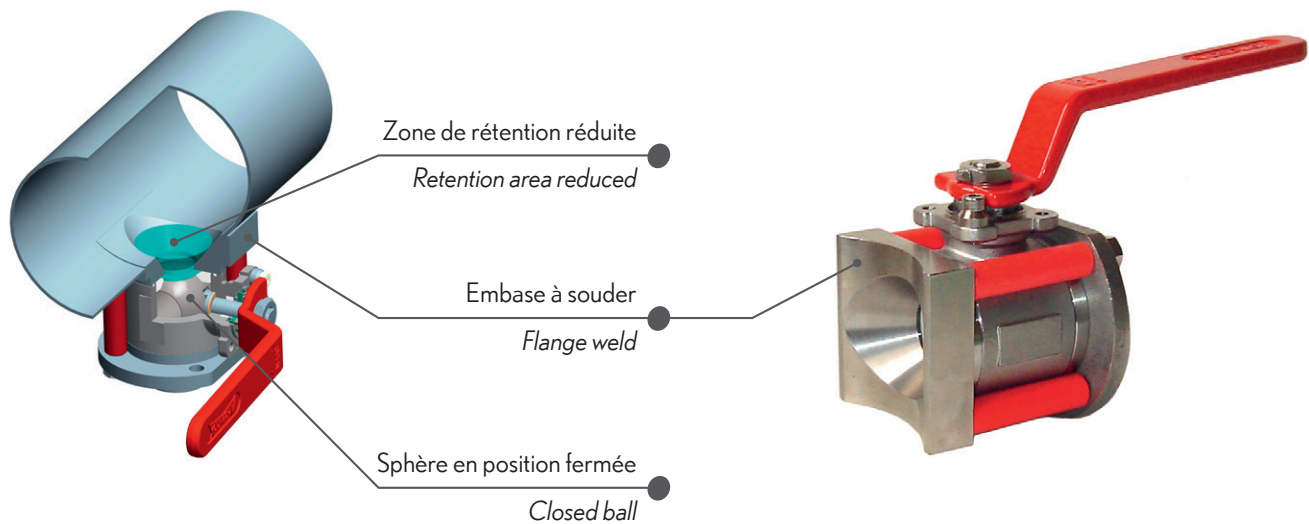 Zone de rétention réduite
Retention area reduced
Embase à souder
Flange weld
Sphère en position fermée
Closed ball